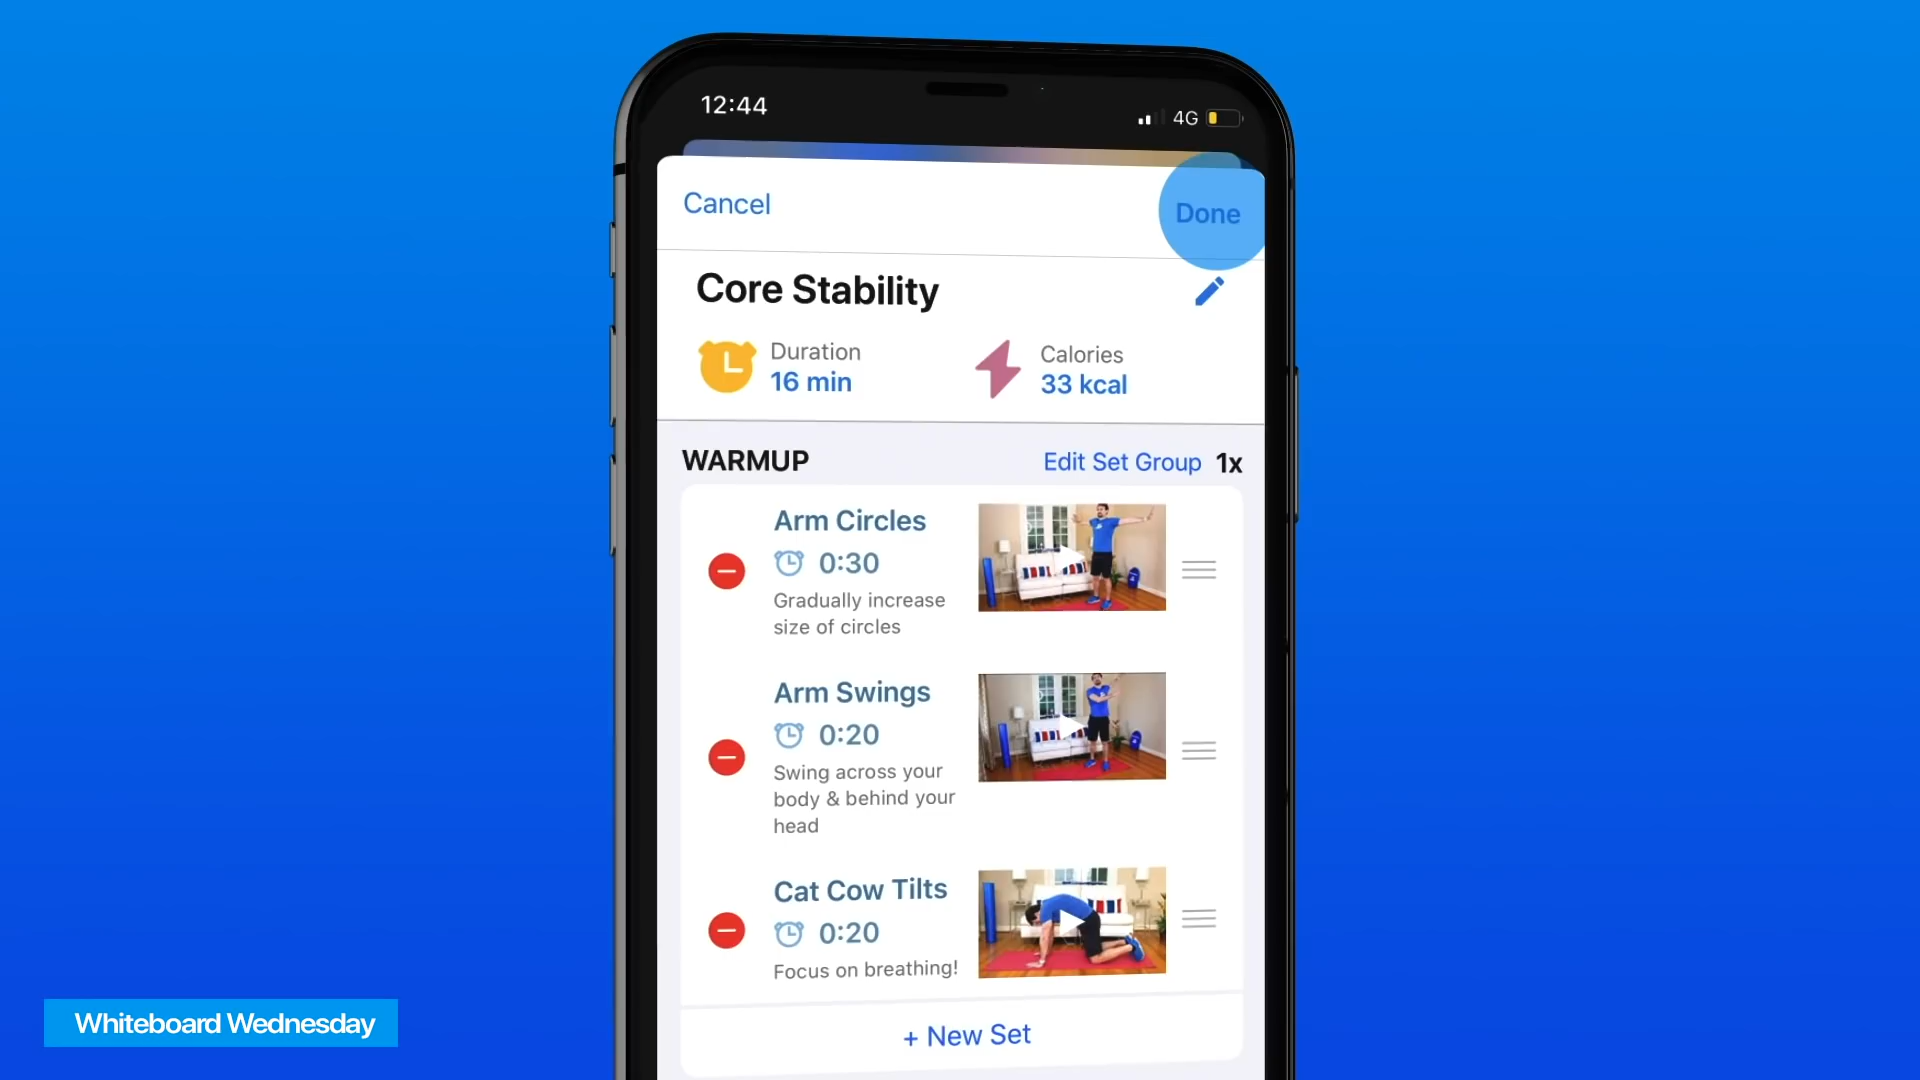 12:44
4G
Cancel
Done
Core Stability
Duration
16 min
Calories
33 kcal
WARMUP
Edit Set Group 1x
Arm Circles
0:30
Gradually increase
size of circles
Arm Swings
0:20
Swing across your
body & behind your
head
Cat Cow Tilts
0:20
Focus on breathing!
+ New Set
Whiteboard Wednesday